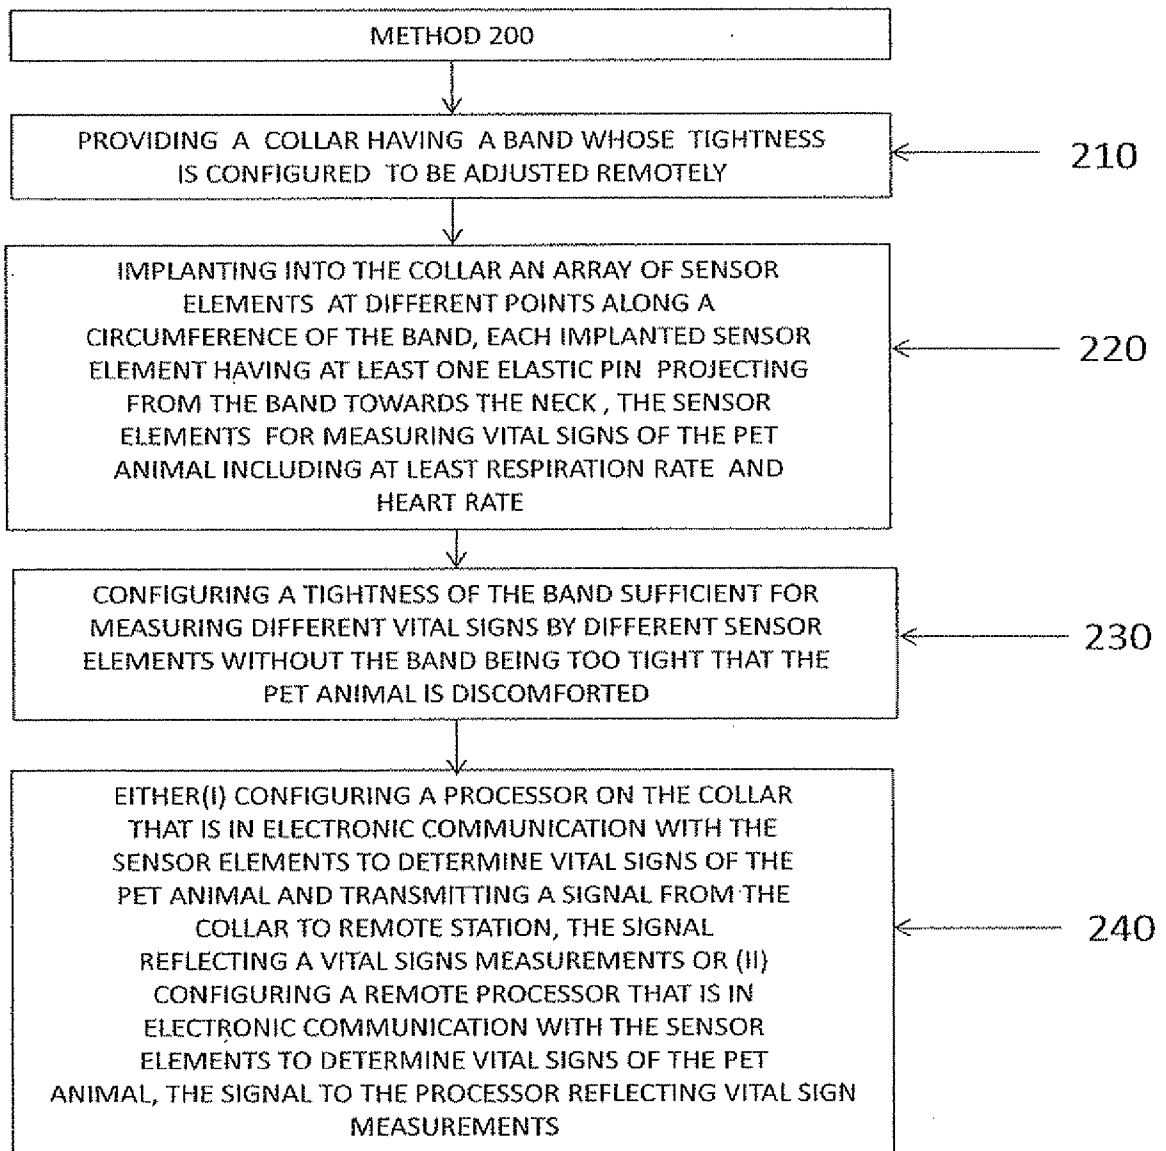 METHOD 200
PROVIDING A COLLAR HAVING A BAND WHOSE TIGHTNESS
IS CONFIGURED TO BE ADJUSTED REMOTELY
210
IMPLANTING INTO THE COLLAR AN ARRAY OF SENSOR
ELEMENTS AT DIFFERENT POINTS ALONG A
CIRCUMFERENCE OF THE BAND, EACH IMPLANTED SENSOR
ELEMENT HAVING AT LEAST ONE ELASTIC PIN PROJECTING
FROM THE BAND TOWARDS THE NECK , THE SENSOR
ELEMENTS FOR MEASURING VITAL SIGNS OF THE PET
ANIMAL INCLUDING AT LEAST RESPIRATION RATE AND
HEART RATE
220
CONFIGURING A TIGHTNESS OF THE BAND SUFFICIENT FOR
MEASURING DIFFERENT VITAL SIGNS BY DIFFERENT SENSOR
ELEMENTS WITHOUT THE BAND BEING TOO TIGHT THAT THE
PET ANIMAL IS DISCOMFORTED
230
EITHER(I) CONFIGURING A PROCESSOR ON THE COLLAR
THAT IS IN ELECTRONIC COMMUNICATION WITH THE
SENSOR ELEMENTS TO DETERMINE VITAL SIGNS OF THE
PET ANIMAL AND TRANSMITTING A SIGNAL FROM THE
COLLAR TO REMOTE STATION, THE SIGNAL
REFLECTING A VITAL SIGNS MEASUREMENTS OR (II)
CONFIGURING A REMOTE PROCESSOR THAT IS IN
ELECTRONIC COMMUNICATION WITH THE SENSOR
ELEMENTS TO DETERMINE VITAL SIGNS OF THE PET
ANIMAL, THE SIGNAL TO THE PROCESSOR REFLECTING VITAL SIGN
MEASUREMENTS
240